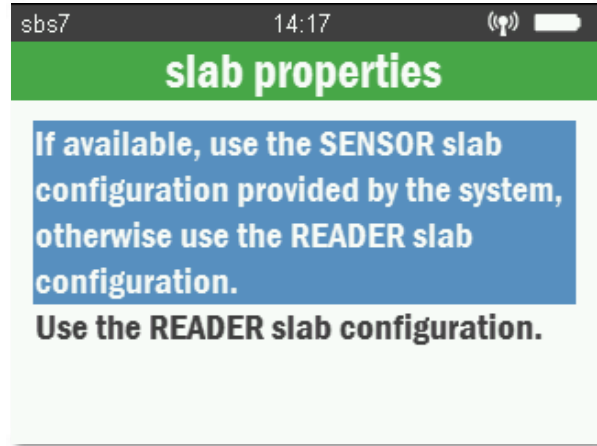 sbs7 14:17
slab properties
If available, use the SENSOR slab
configuration provided by the system,
otherwise use the READER slab
configuration.
Use the READER slab configuration.